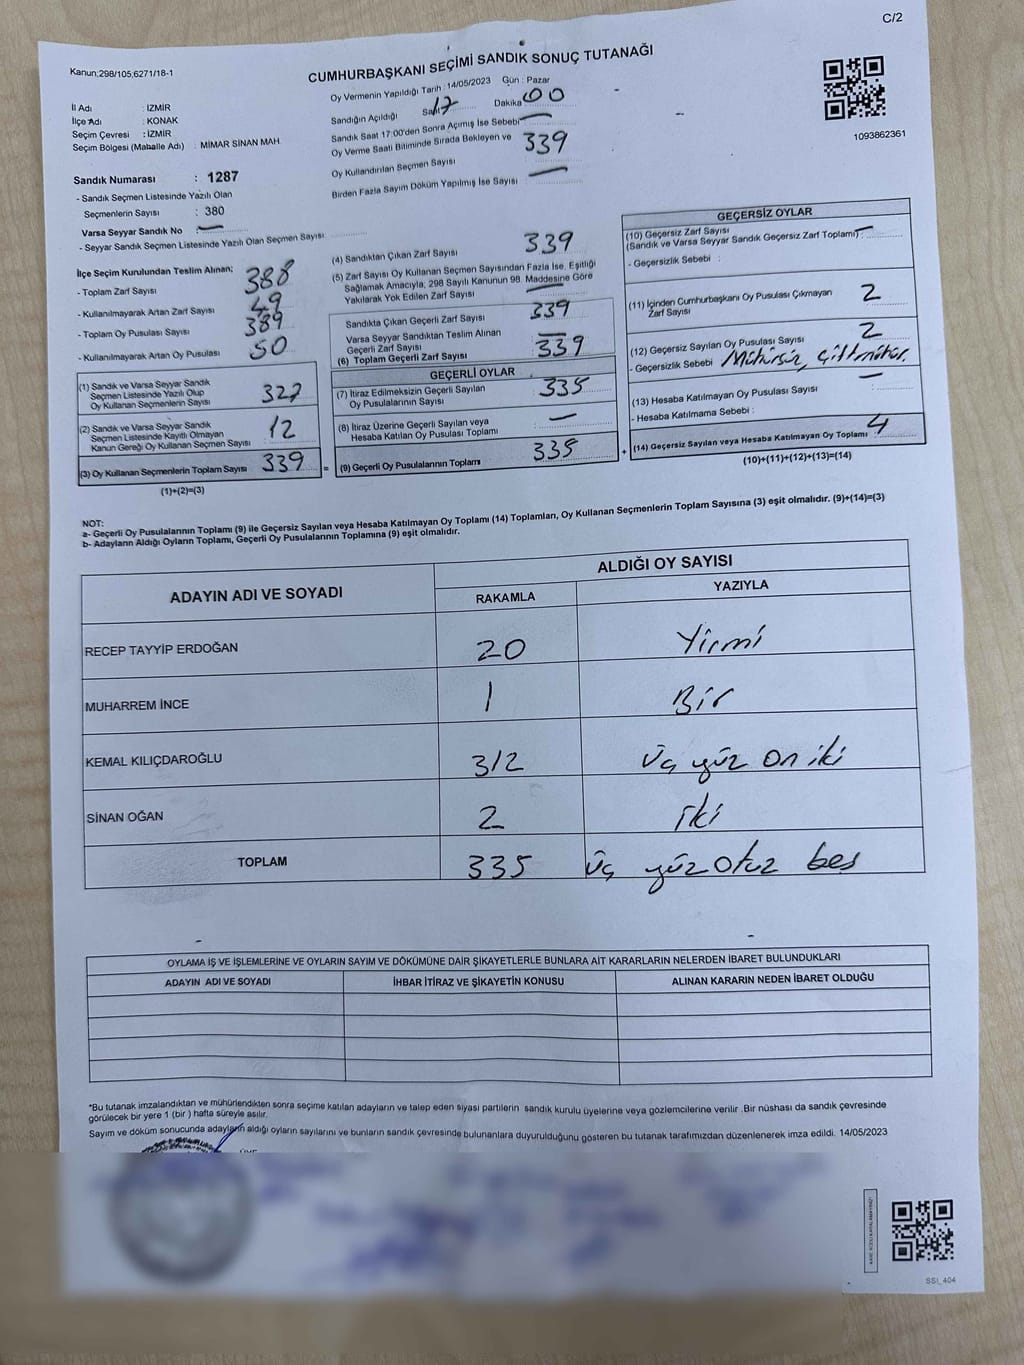 C/2
Kanun;298/105,6271/18-1
CUMHURBAŞKANI SEÇİMİ SANDIK SONUÇ TUTANAĞI
1093862361
İl Adı : İZMİR
İlçe Adı : KONAK
Seçim Çevresi : İZMİR
Seçim Bölgesi (Mahalle Adı) : MİMAR SİNAN MAH
Sandık Numarası : 1287
- Sandık Seçmen Listesinde Yazılı Olan
Seçmenlerin Sayısı : 380
Varsa Seyyar Sandık No —
- Seyyar Sandık Seçmen Listesinde Yazılı Olan Seçmen Sayısı:
Oy Vermenin Yapıldığı Tarih : 14/05/2023 Gün : Pazar
Sandığın Açıldığı Saat 17 Dakika 00
Sandık Saat 17:00'den Sonra Açımış İse Sebebi —
Oy Verme Saati Bitiminde Sırada Bekleyen ve
Oy Kullandırılan Seçmen Sayısı 339
Birden Fazla Sayım Döküm Yapılmış İse Sayısı —
İlçe Seçim Kurulundan Teslim Alınan;
- Toplam Zarf Sayısı 388
- Kullanılmayarak Artan Zarf Sayısı 49
- Toplam Oy Pusulası Sayısı 389
- Kullanılmayarak Artan Oy Pusulası 50
(1) Sandık ve Varsa Seyyar Sandık
Seçmen Listesinde Yazılı Olup
Oy Kullanan Seçmenlerin Sayısı 327
(2) Sandık ve Varsa Seyyar Sandık
Seçmen Listesinde Kayıtlı Olmayan
Kanun Gereği Oy Kullanan Seçmen Sayısı 12
(3) Oy Kullanan Seçmenlerin Toplam Sayısı 339 =
(1)+(2)=(3)
(4) Sandıktan Çıkan Zarf Sayısı 339
(5) Zarf Sayısı Oy Kullanan Seçmen Sayısından Fazla İse, Eşitliği
Sağlamak Amacıyla; 298 Sayılı Kanunun 98. Maddesine Göre
Yakılarak Yok Edilen Zarf Sayısı —
Sandıkta Çıkan Geçerli Zarf Sayısı 339
Varsa Seyyar Sandıktan Teslim Alınan
Geçerli Zarf Sayısı —
(6) Toplam Geçerli Zarf Sayısı 339
GEÇERLİ OYLAR
(7) İtiraz Edilmeksizin Geçerli Sayılan
Oy Pusulalarının Sayısı 335
(8) İtiraz Üzerine Geçerli Sayılan veya
Hesaba Katılan Oy Pusulası Toplamı —
(9) Geçerli Oy Pusulalarının Toplamı 335 +
GEÇERSİZ OYLAR
(10) Geçersiz Zarf Sayısı
(Sandık ve Varsa Seyyar Sandık Geçersiz Zarf Toplamı) —
- Geçersizlik Sebebi :
(11) İçinden Cumhurbaşkanı Oy Pusulası Çıkmayan
Zarf Sayısı 2
(12) Geçersiz Sayılan Oy Pusulası Sayısı 2
- Geçersizlik Sebebi Mühürsüz, Çift mühür.
(13) Hesaba Katılmayan Oy Pusulası Sayısı —
- Hesaba Katılmama Sebebi :
(14) Geçersiz Sayılan veya Hesaba Katılmayan Oy Toplamı 4
(10)+(11)+(12)+(13)=(14)
NOT:
a- Geçerli Oy Pusulalarının Toplamı (9) ile Geçersiz Sayılan veya Hesaba Katılmayan Oy Toplamı (14) Toplamları, Oy Kullanan Seçmenlerin Toplam Sayısına (3) eşit olmalıdır. (9)+(14)=(3)
b- Adayların Aldığı Oyların Toplamı, Geçerli Oy Pusulalarının Toplamına (9) eşit olmalıdır.
ADAYIN ADI VE SOYADI ALDIĞI OY SAYISI
RAKAMLA YAZIYLA
RECEP TAYYİP ERDOĞAN 20 Yirmi
MUHARREM İNCE 1 Bir
KEMAL KILIÇDAROĞLU 312 üç yüz on iki
SİNAN OĞAN 2 iki
TOPLAM 335 üç yüz otuz beş
OYLAMA İŞ VE İŞLEMLERİNE VE OYLARIN SAYIM VE DÖKÜMÜNE DAİR ŞİKAYETLERLE BUNLARA AİT KARARLARIN NELERDEN İBARET BULUNDUKLARI
ADAYIN ADI VE SOYADI İHBAR İTİRAZ VE ŞİKAYETİN KONUSU ALINAN KARARIN NEDEN İBARET OLDUĞU
*Bu tutanak imzalandıktan ve mühürlendikten sonra seçime katılan adayların ve talep eden siyasi partilerin sandık kurulu üyelerine veya gözlemcilerine verilir .Bir nüshası da sandık çevresinde
görülecek bir yere 1 (bir ) hafta süreyle asılır.
Sayım ve döküm sonucunda adayların aldığı oyların sayılarını ve bunların sandık çevresinde bulunanlara duyurulduğunu gösteren bu tutanak tarafımızdan düzenlenerek imza edildi. 14/05/2023
SSI_404